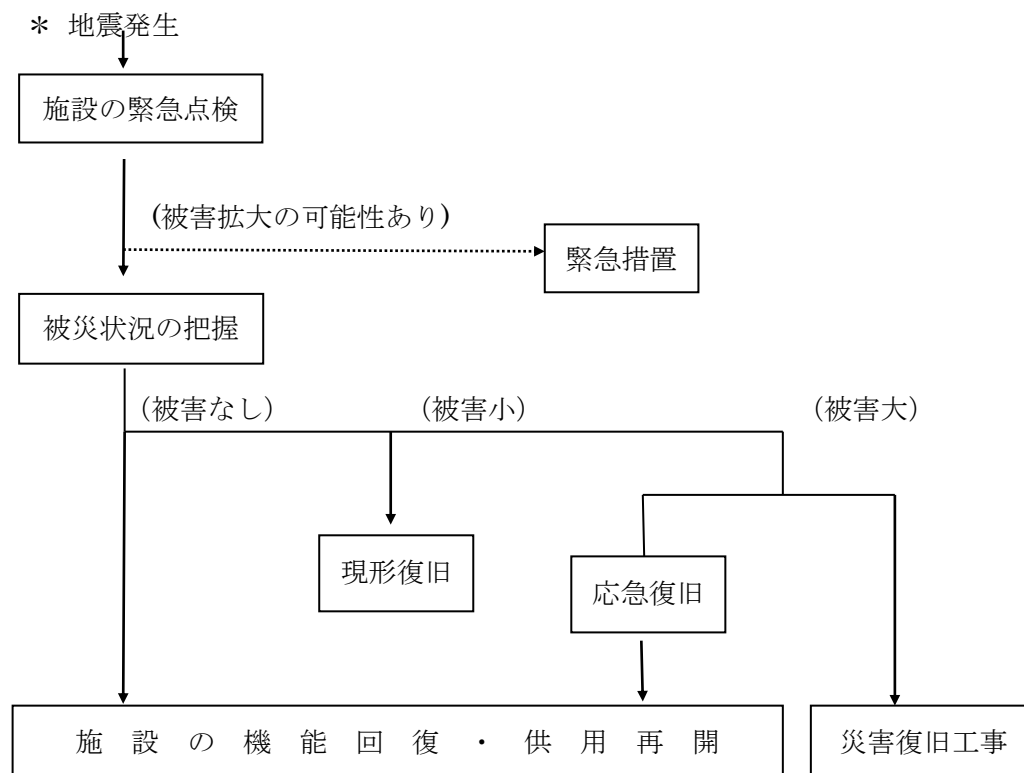 ＊ 地震発生
施設の緊急点検
(被害拡大の可能性あり)
緊急措置
被災状況の把握
（被害なし）
（被害小）
（被害大）
現形復旧
応急復旧
施設の機能回復・供用再開
災害復旧工事